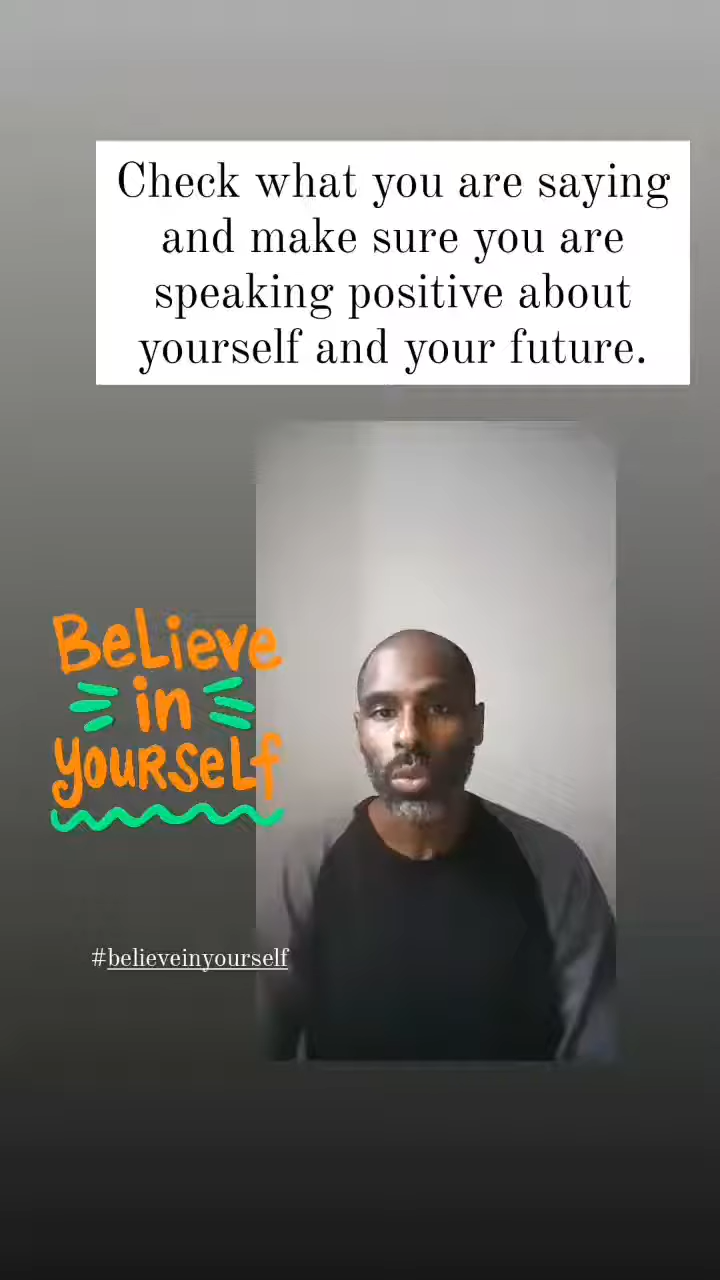 Check what you are saying
and make sure you are
speaking positive about
yourself and your future.
Believe
in
yourself
#believeinyourself